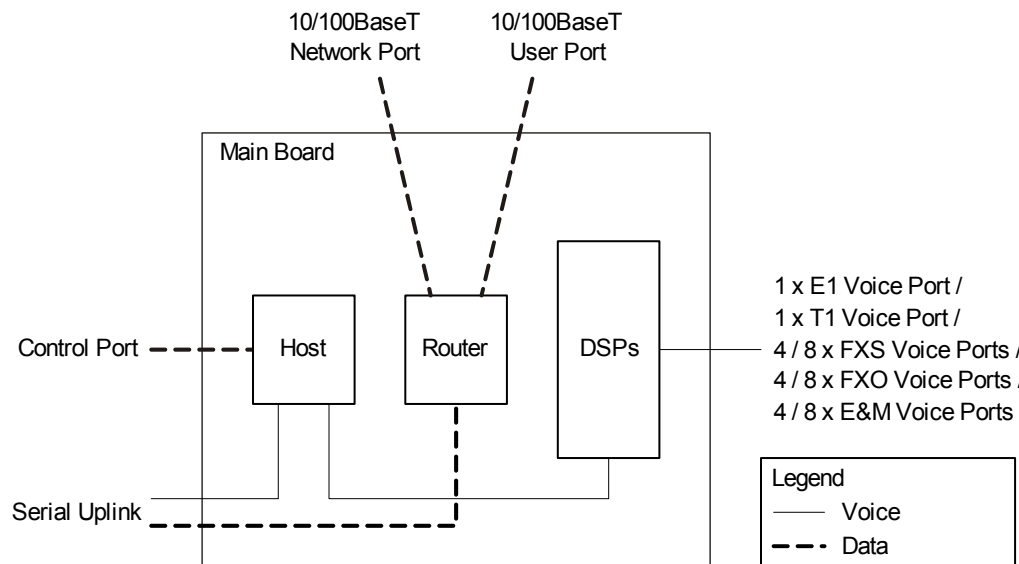 10/100BaseT
Network Port
10/100BaseT
User Port
Main Board
Control Port
Host
Router
DSPs
1 x E1 Voice Port /
1 x T1 Voice Port /
4 / 8 x FXS Voice Ports /
4 / 8 x FXO Voice Ports /
4 / 8 x E&M Voice Ports
Serial Uplink
Legend
Voice
Data